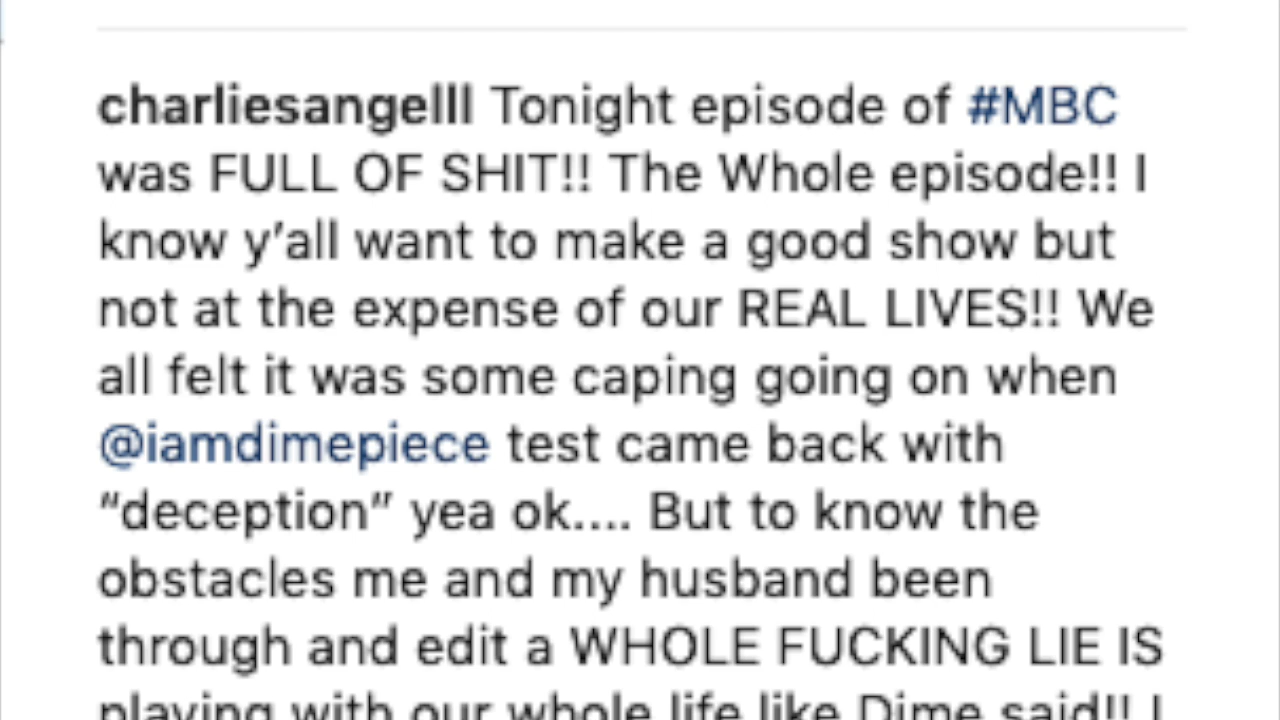 charliesangelll Tonight episode of #MBC
was FULL OF SHIT!! The Whole episode!! I
know y’all want to make a good show but
not at the expense of our REAL LIVES!! We
all felt it was some caping going on when
@iamdimepiece test came back with
“deception” yea ok.... But to know the
obstacles me and my husband been
through and edit a WHOLE FUCKING LIE IS
playing with our whole life like Dime said!! I